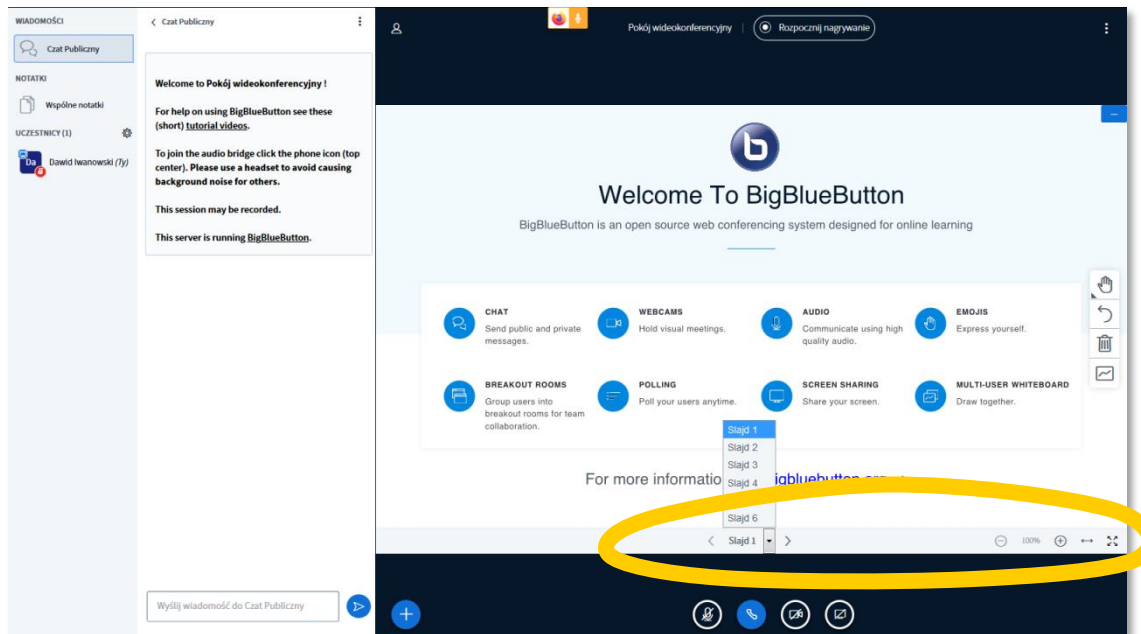 WIADOMOŚCI
Czat Publiczny
NOTATKI
Wspólne notatki
UCZESTNICY (1)
Da
Dawid Iwanowski (Ty)
Czat Publiczny
Welcome to Pokój wideokonferencyjny !
For help on using BigBlueButton see these
(short) tutorial videos.
To join the audio bridge click the phone icon (top
center). Please use a headset to avoid causing
background noise for others.
This session may be recorded.
This server is running BigBlueButton.
Wyślij wiadomość do Czat Publiczny
Pokój wideokonferencyjny
Rozpocznij nagrywanie
b
Welcome To BigBlueButton
BigBlueButton is an open source web conferencing system designed for online learning
CHAT
Send public and private
messages.
WEBCAMS
Hold visual meetings.
AUDIO
Communicate using high
quality audio.
EMOJIS
Express yourself.
BREAKOUT ROOMS
Group users into
breakout rooms for team
collaboration.
POLLING
Poll your users anytime.
SCREEN SHARING
Share your screen.
MULTI-USER WHITEBOARD
Draw together.
For more informatio
Slajd 1
Slajd 2
Slajd 3
Slajd 4
Slajd 6
Slajd 1
100%